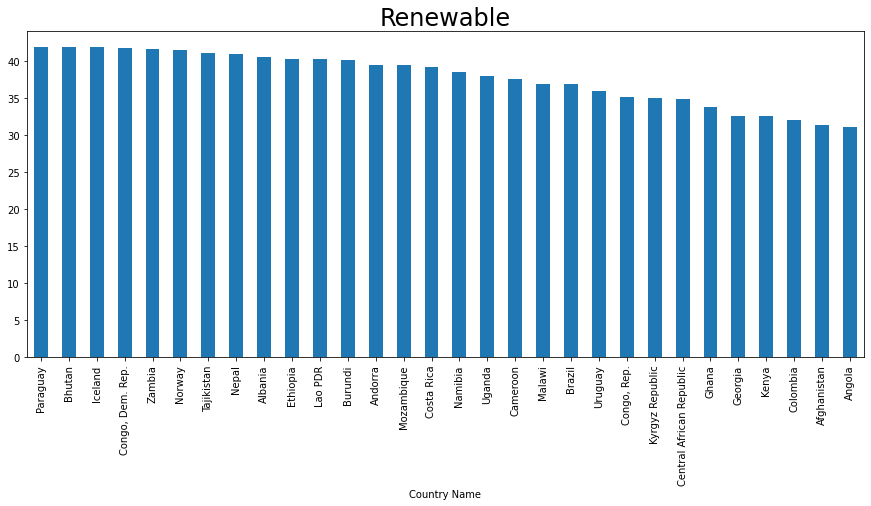 Renewable
40
35
30
25
20
15
10
5
0
Paraguay
Bhutan
Iceland
Congo, Dem. Rep.
Zambia
Norway
Tajikistan
Nepal
Albania
Ethiopia
Lao PDR
Burundi
Andorra
Mozambique
Costa Rica
Namibia
Uganda
Cameroon
Malawi
Brazil
Uruguay
Congo, Rep.
Kyrgyz Republic
Central African Republic
Ghana
Georgia
Kenya
Colombia
Afghanistan
Angola
Country Name